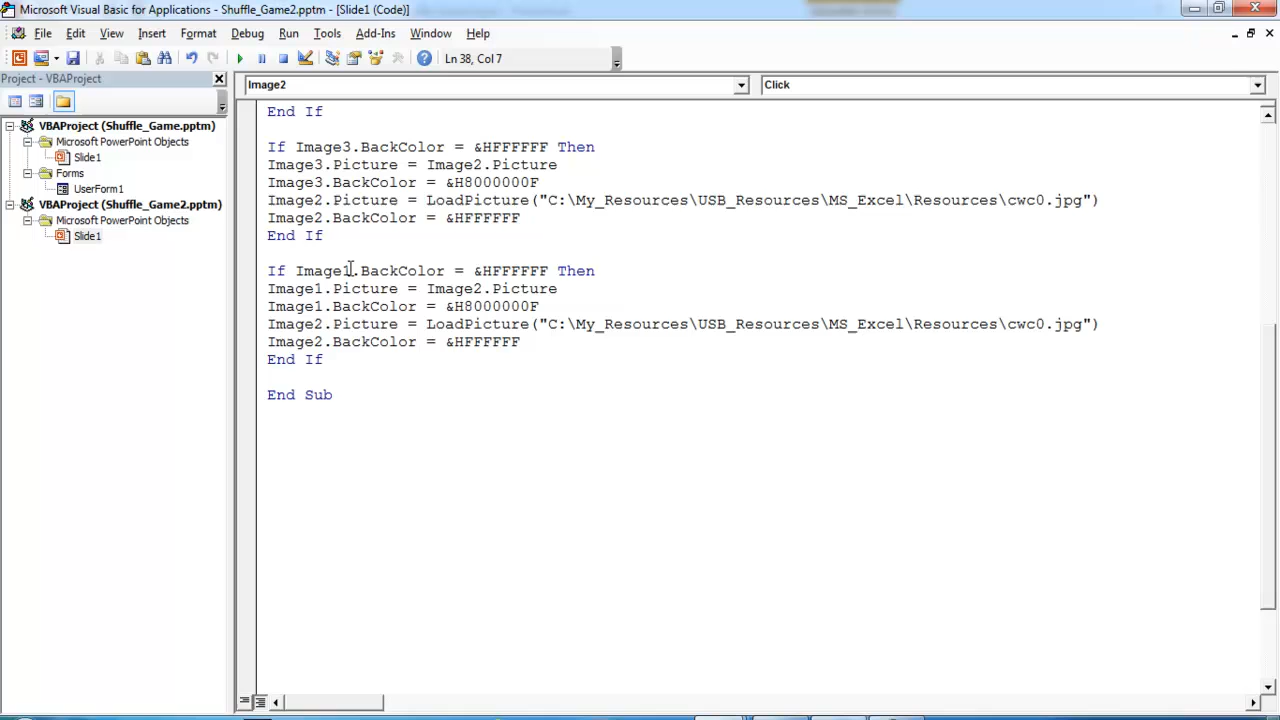 Microsoft Visual Basic for Applications - Shuffle_Game2.pptm - [Slide1 (Code)]
File Edit View Insert Format Debug Run Tools Add-Ins Window Help
Ln 38, Col 7
Project - VBAProject
Image2
Click
VBAProject (Shuffle_Game.pptm)
Microsoft PowerPoint Objects
Slide1
Forms
UserForm1
VBAProject (Shuffle_Game2.pptm)
Microsoft PowerPoint Objects
Slide1
End If
If Image3.BackColor = &HFFFFFF Then
Image3.Picture = Image2.Picture
Image3.BackColor = &H8000000F
Image2.Picture = LoadPicture("C:\My_Resources\USB_Resources\MS_Excel\Resources\cwc0.jpg")
Image2.BackColor = &HFFFFFF
End If
If Image1.BackColor = &HFFFFFF Then
Image1.Picture = Image2.Picture
Image1.BackColor = &H8000000F
Image2.Picture = LoadPicture("C:\My_Resources\USB_Resources\MS_Excel\Resources\cwc0.jpg")
Image2.BackColor = &HFFFFFF
End If
End Sub